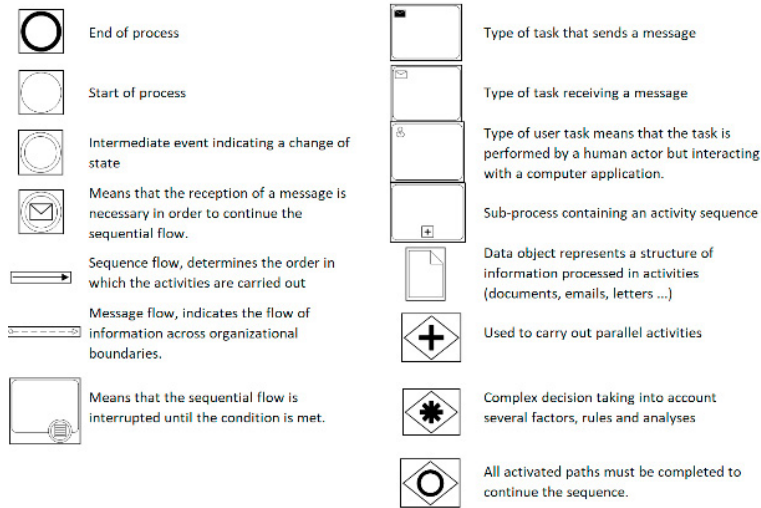 End of process
Start of process
Intermediate event indicating a change of
state
Means that the reception of a message is
necessary in order to continue the
sequential flow.
Sequence flow, determines the order in
which the activities are carried out
Message flow, indicates the flow of
information across organizational
boundaries.
Means that the sequential flow is
interrupted until the condition is met.
Type of task that sends a message
Type of task receiving a message
Type of user task means that the task is
performed by a human actor but interacting
with a computer application.
Sub-process containing an activity sequence
Data object represents a structure of
information processed in activities
(documents, emails, letters ...)
Used to carry out parallel activities
Complex decision taking into account
several factors, rules and analyses
All activated paths must be completed to
continue the sequence.